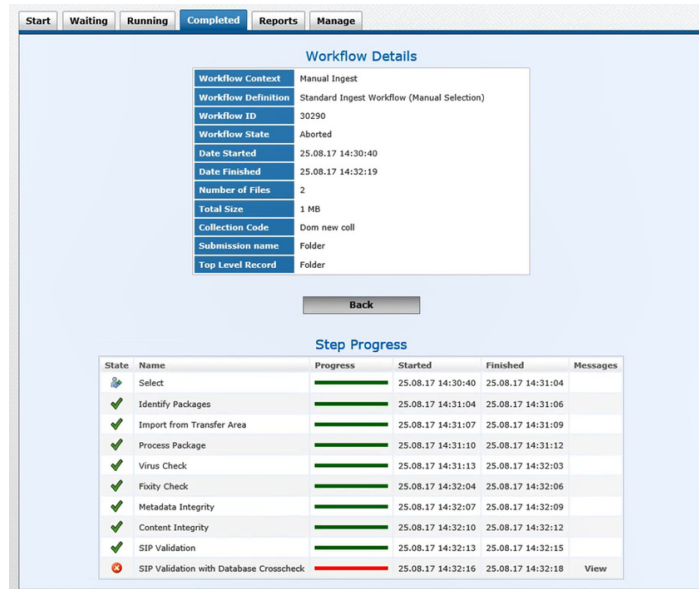 Start Waiting Running Completed Reports Manage
Workflow Details
Workflow Context Manual Ingest
Workflow Definition Standard Ingest Workflow (Manual Selection)
Workflow ID 30290
Workflow State Aborted
Date Started 25.08.17 14:30:40
Date Finished 25.08.17 14:32:19
Number of Files 2
Total Size 1 MB
Collection Code Dom new coll
Submission name Folder
Top Level Record Folder
Back
Step Progress
State Name Progress Started Finished Messages
Select 25.08.17 14:30:40 25.08.17 14:31:04
Identify Packages 25.08.17 14:31:04 25.08.17 14:31:06
Import from Transfer Area 25.08.17 14:31:07 25.08.17 14:31:09
Process Package 25.08.17 14:31:10 25.08.17 14:31:12
Virus Check 25.08.17 14:31:13 25.08.17 14:32:03
Fixity Check 25.08.17 14:32:04 25.08.17 14:32:06
Metadata Integrity 25.08.17 14:32:07 25.08.17 14:32:09
Content Integrity 25.08.17 14:32:10 25.08.17 14:32:12
SIP Validation 25.08.17 14:32:13 25.08.17 14:32:15
SIP Validation with Database Crosscheck 25.08.17 14:32:16 25.08.17 14:32:18 View